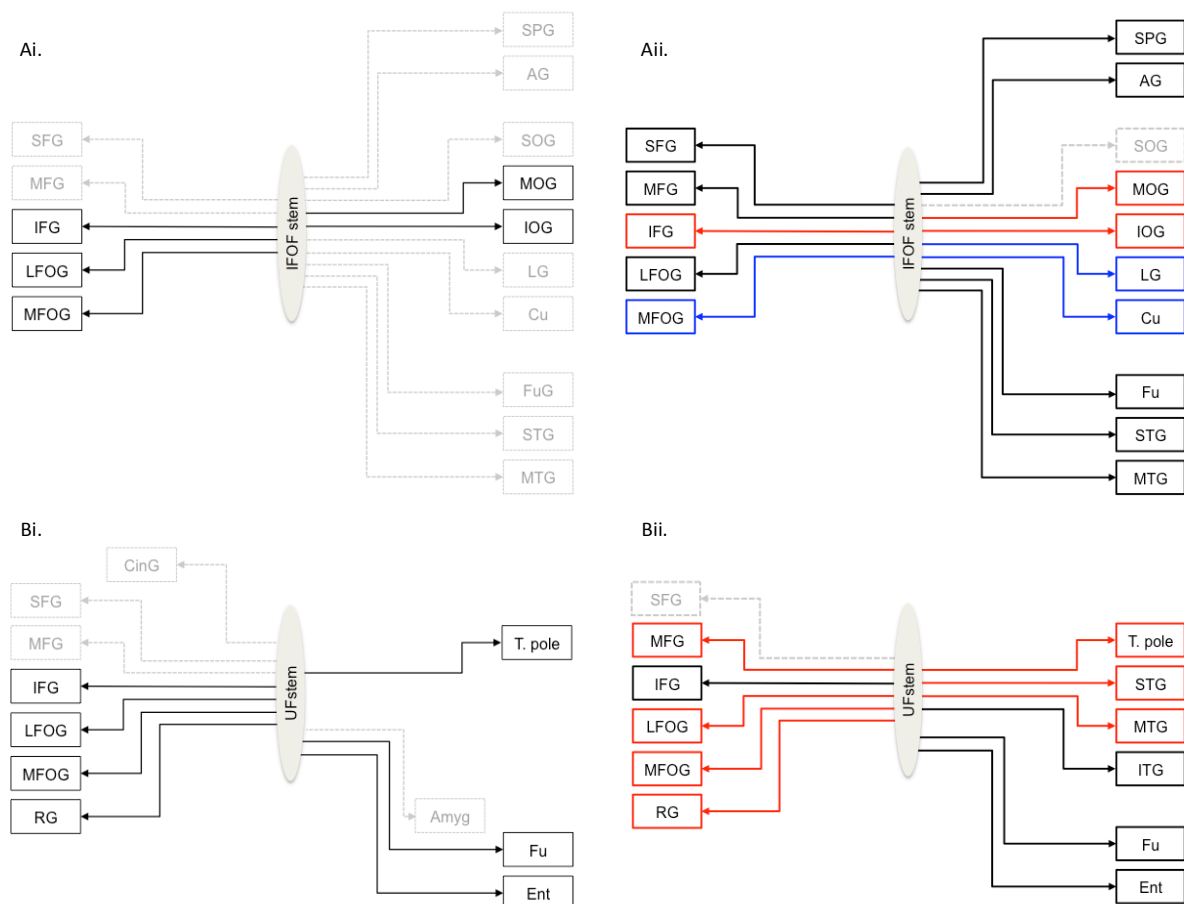 Ai.
SPG
AG
SFG
SOG
MFG
MOG
IFG
IOG
LFOG
LG
MFOG
Cu
FuG
STG
MTG
IFOF stem
Aii.
SPG
AG
SFG
SOG
MFG
MOG
IFG
IOG
LFOG
LG
MFOG
Cu
Fu
STG
MTG
IFOF stem
Bi.
CinG
SFG
MFG
T. pole
IFG
LFOG
MFOG
RG
Amyg
Fu
Ent
UFstem
Bii.
SFG
MFG
T. pole
IFG
STG
LFOG
MTG
MFOG
ITG
RG
Fu
Ent
UFstem